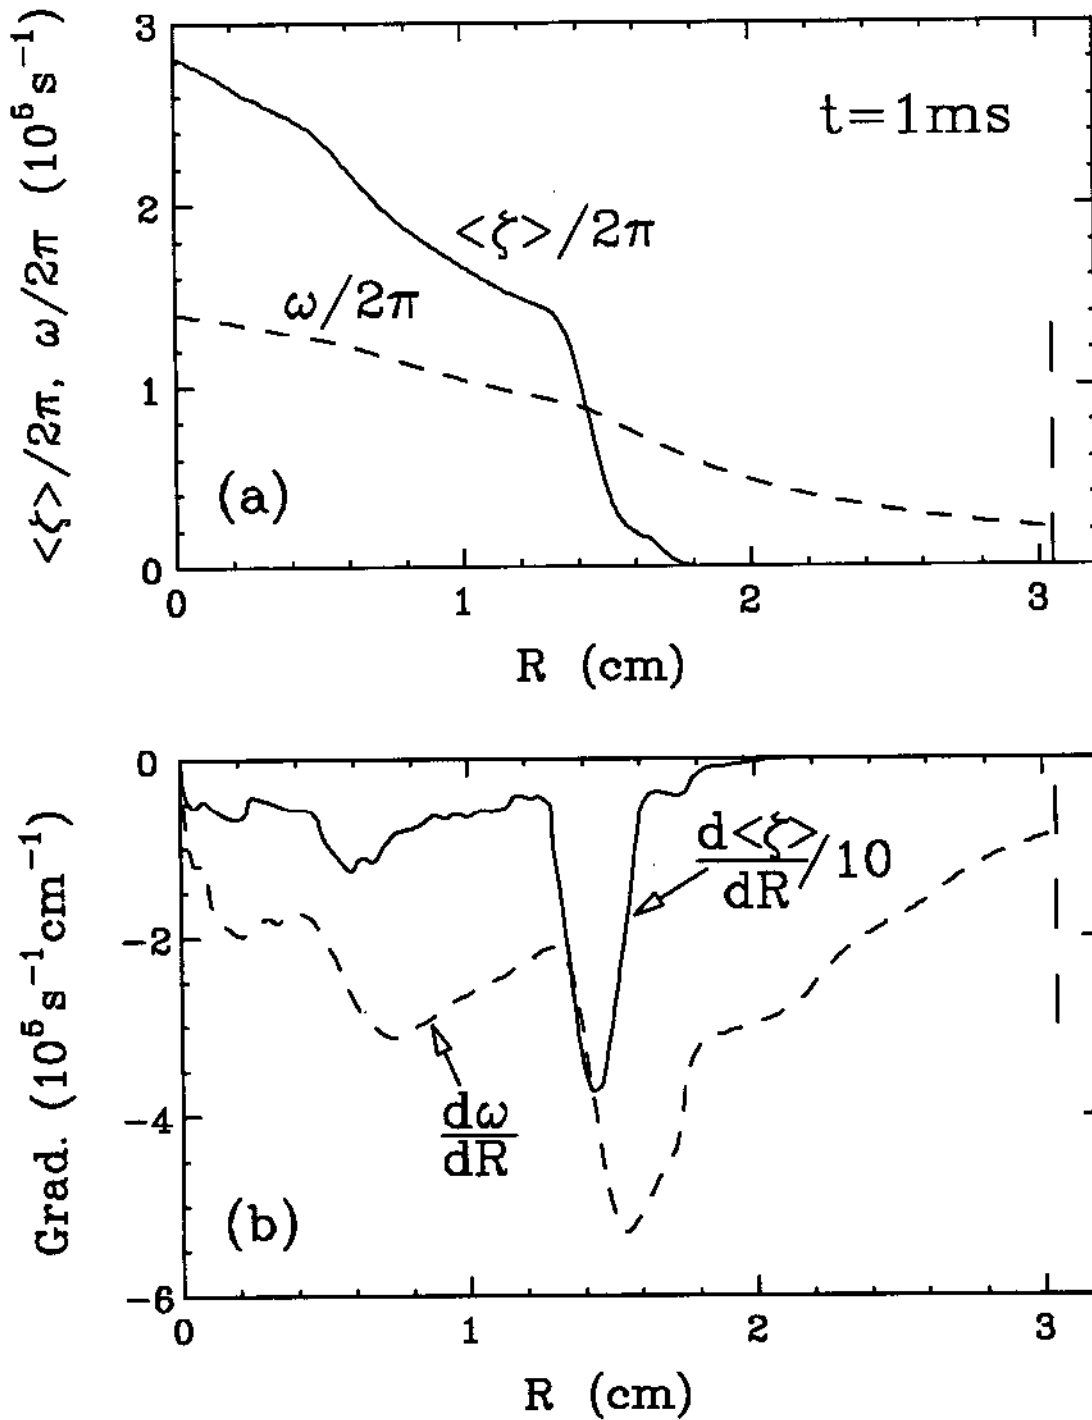 <ζ>/2π, ω/2π (10⁵s⁻¹)
3
2
1
0
t=1ms
<ζ>/2π
ω/2π
(a)
0 1 2 3
R (cm)
Grad. (10⁵s⁻¹cm⁻¹)
0
−2
−4
−6
d<ζ>/dR/10
dω/dR
(b)
0 1 2 3
R (cm)